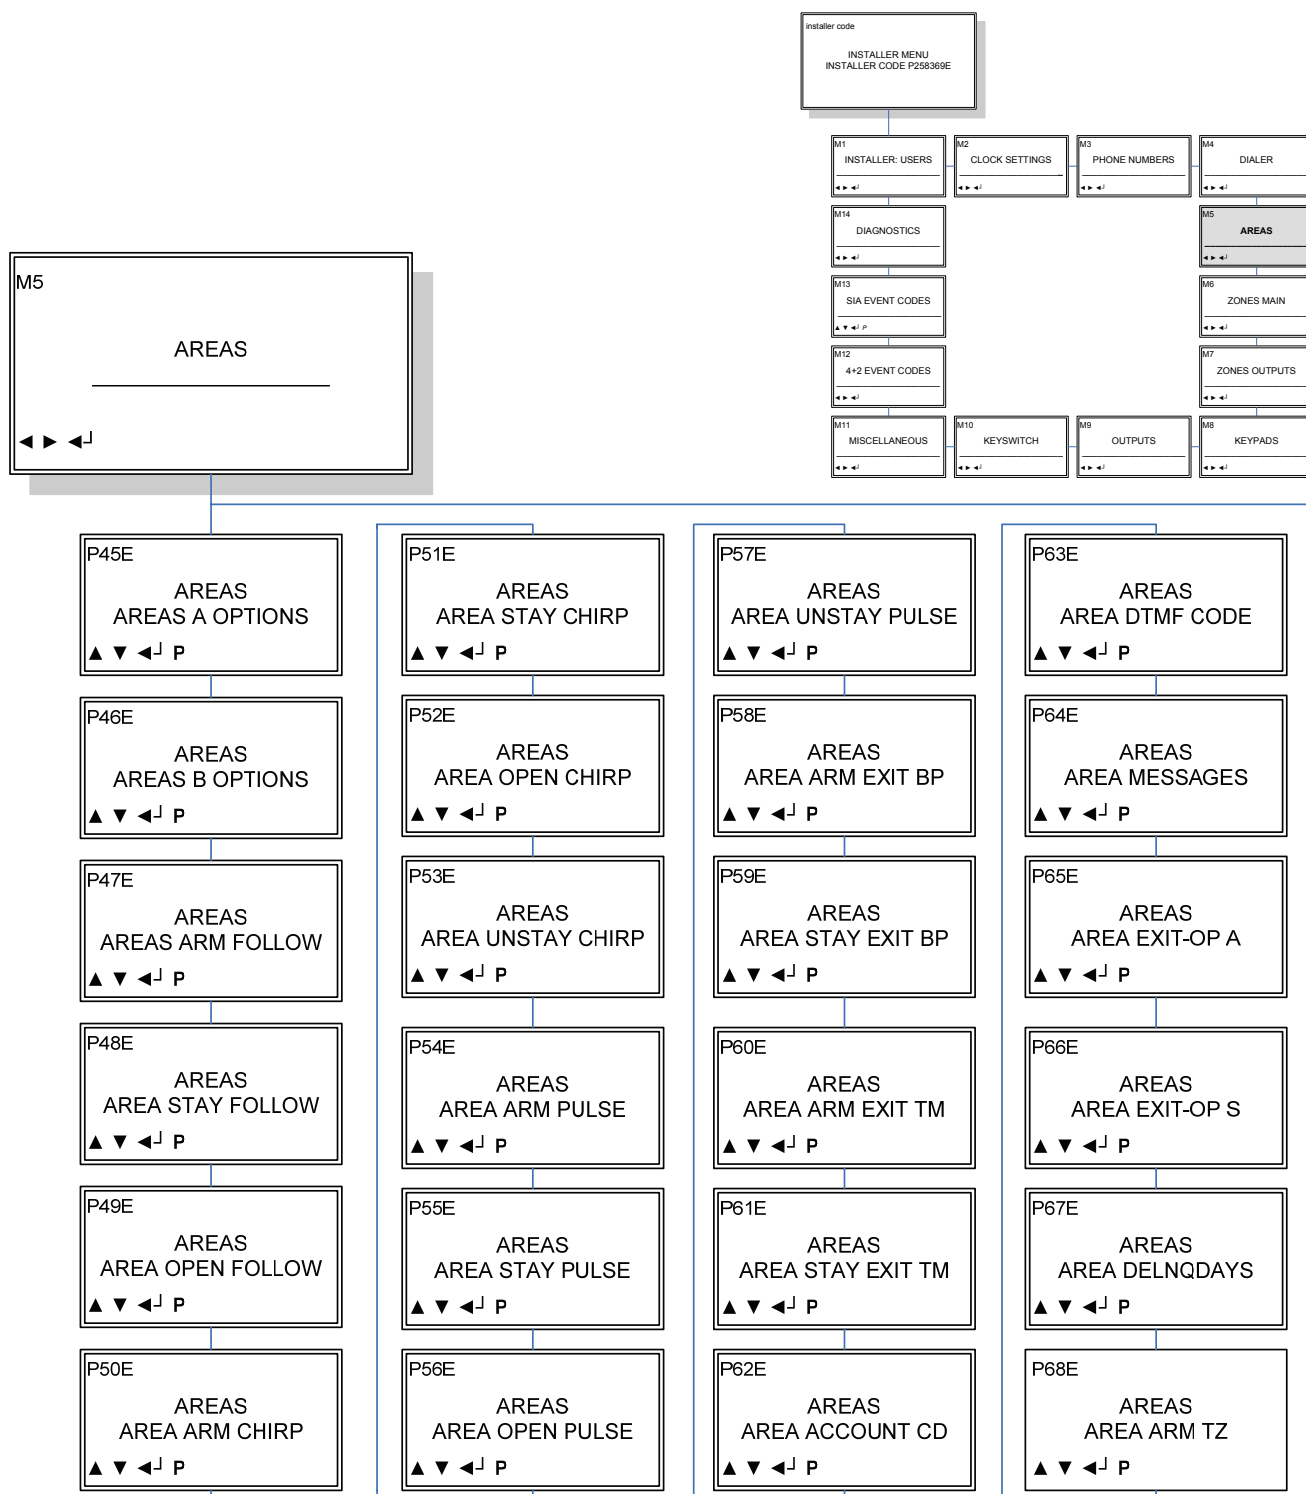 installer code
INSTALLER MENU
INSTALLER CODE P258369E
M1
INSTALLER: USERS
◄ ► ◄┘
M2
CLOCK SETTINGS
◄ ► ◄┘
M3
PHONE NUMBERS
◄ ► ◄┘
M4
DIALER
◄ ► ◄┘
M14
DIAGNOSTICS
◄ ► ◄┘
M5
AREAS
◄ ► ◄┘
M13
SIA EVENT CODES
▲ ▼ ◄┘ P
M6
ZONES MAIN
◄ ► ◄┘
M12
4+2 EVENT CODES
◄ ► ◄┘
M7
ZONES OUTPUTS
◄ ► ◄┘
M11
MISCELLANEOUS
◄ ► ◄┘
M10
KEYSWITCH
◄ ► ◄┘
M9
OUTPUTS
◄ ► ◄┘
M8
KEYPADS
◄ ► ◄┘
M5
AREAS
◄ ► ◄┘
P45E
AREAS
AREAS A OPTIONS
▲ ▼ ◄┘ P
P46E
AREAS
AREAS B OPTIONS
▲ ▼ ◄┘ P
P47E
AREAS
AREAS ARM FOLLOW
▲ ▼ ◄┘ P
P48E
AREAS
AREA STAY FOLLOW
▲ ▼ ◄┘ P
P49E
AREAS
AREA OPEN FOLLOW
▲ ▼ ◄┘ P
P50E
AREAS
AREA ARM CHIRP
▲ ▼ ◄┘ P
P51E
AREAS
AREA STAY CHIRP
▲ ▼ ◄┘ P
P52E
AREAS
AREA OPEN CHIRP
▲ ▼ ◄┘ P
P53E
AREAS
AREA UNSTAY CHIRP
▲ ▼ ◄┘ P
P54E
AREAS
AREA ARM PULSE
▲ ▼ ◄┘ P
P55E
AREAS
AREA STAY PULSE
▲ ▼ ◄┘ P
P56E
AREAS
AREA OPEN PULSE
▲ ▼ ◄┘ P
P57E
AREAS
AREA UNSTAY PULSE
▲ ▼ ◄┘ P
P58E
AREAS
AREA ARM EXIT BP
▲ ▼ ◄┘ P
P59E
AREAS
AREA STAY EXIT BP
▲ ▼ ◄┘ P
P60E
AREAS
AREA ARM EXIT TM
▲ ▼ ◄┘ P
P61E
AREAS
AREA STAY EXIT TM
▲ ▼ ◄┘ P
P62E
AREAS
AREA ACCOUNT CD
▲ ▼ ◄┘ P
P63E
AREAS
AREA DTMF CODE
▲ ▼ ◄┘ P
P64E
AREAS
AREA MESSAGES
▲ ▼ ◄┘ P
P65E
AREAS
AREA EXIT-OP A
▲ ▼ ◄┘ P
P66E
AREAS
AREA EXIT-OP S
▲ ▼ ◄┘ P
P67E
AREAS
AREA DELNQDAYS
▲ ▼ ◄┘ P
P68E
AREAS
AREA ARM TZ
▲ ▼ ◄┘ P